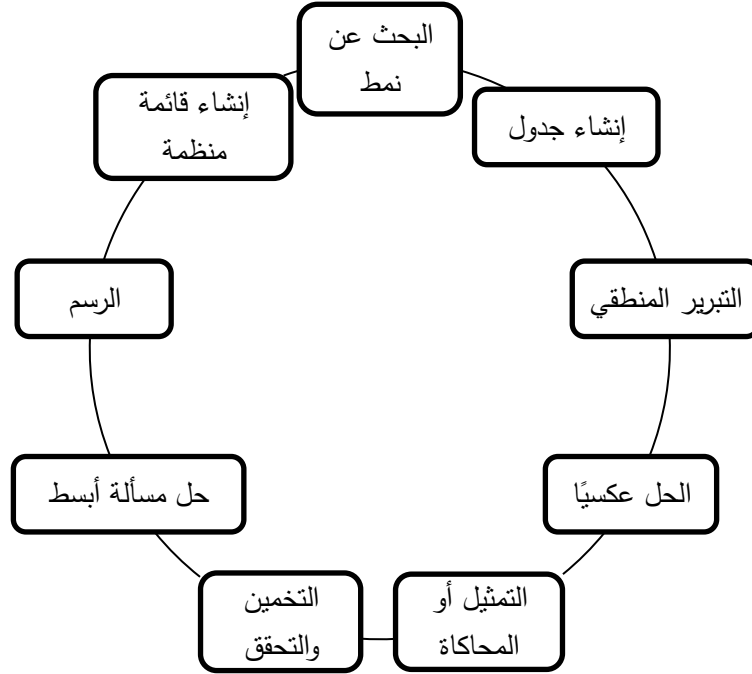 البحث عن
نمط
إنشاء جدول
التبرير المنطقي
الحل عكسيًا
التمثيل أو
المحاكاة
التخمين
والتحقق
حل مسألة أبسط
الرسم
إنشاء قائمة
منظمة